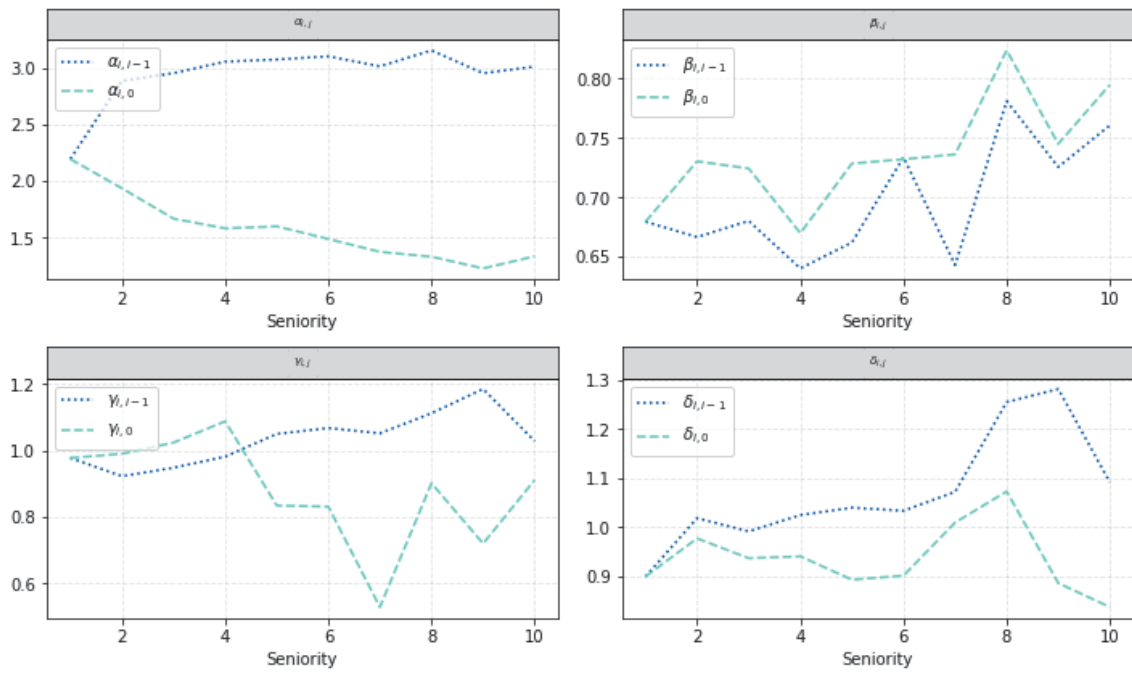 α_{i,j}
3.0
2.5
2.0
1.5
α_{i,i−1}
α_{i,0}
2 4 6 8 10
Seniority
β_{i,j}
0.80
0.75
0.70
0.65
β_{i,i−1}
β_{i,0}
2 4 6 8 10
Seniority
γ_{i,j}
1.2
1.0
0.8
0.6
γ_{i,i−1}
γ_{i,0}
2 4 6 8 10
Seniority
δ_{i,j}
1.3
1.2
1.1
1.0
0.9
δ_{i,i−1}
δ_{i,0}
2 4 6 8 10
Seniority